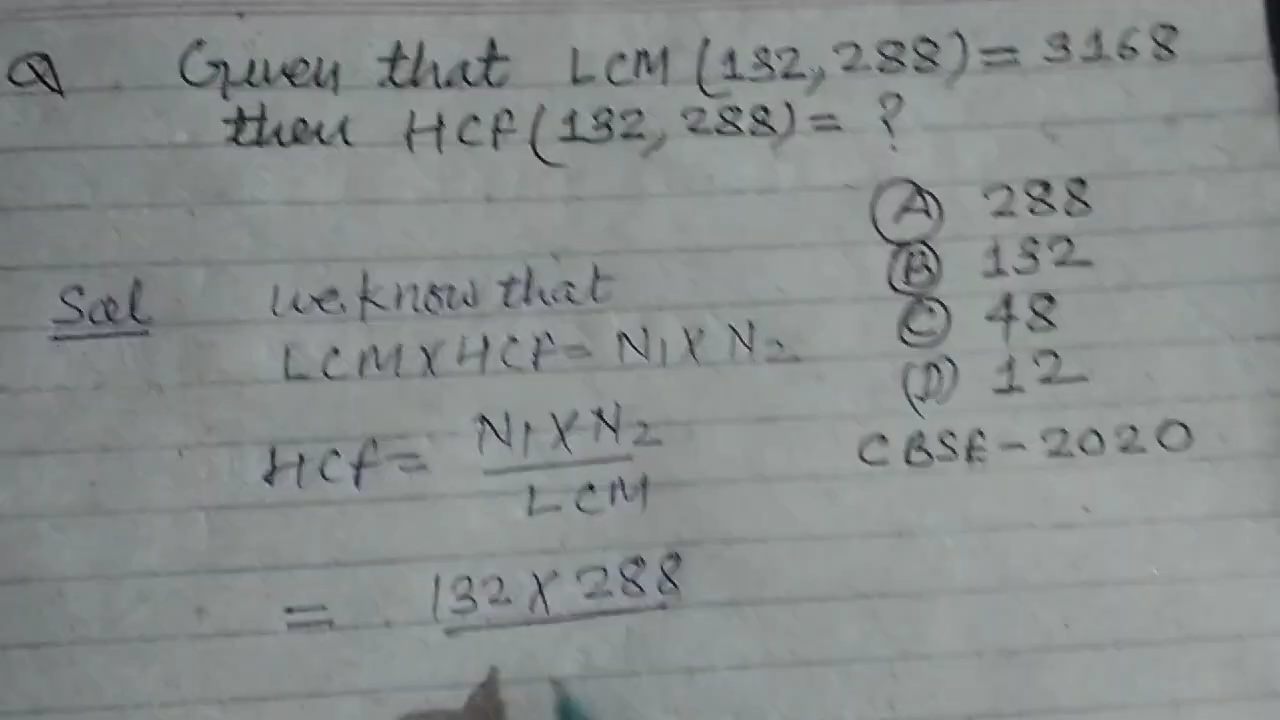 Q Given that LCM (132, 288) = 3168
then HCF (132, 288) = ?
(A) 288
(B) 132
(C) 48
(D) 12
CBSE - 2020
Sol we know that
LCM X HCF = N1 X N2
HCF = N1 X N2
LCM
= 132 X 288